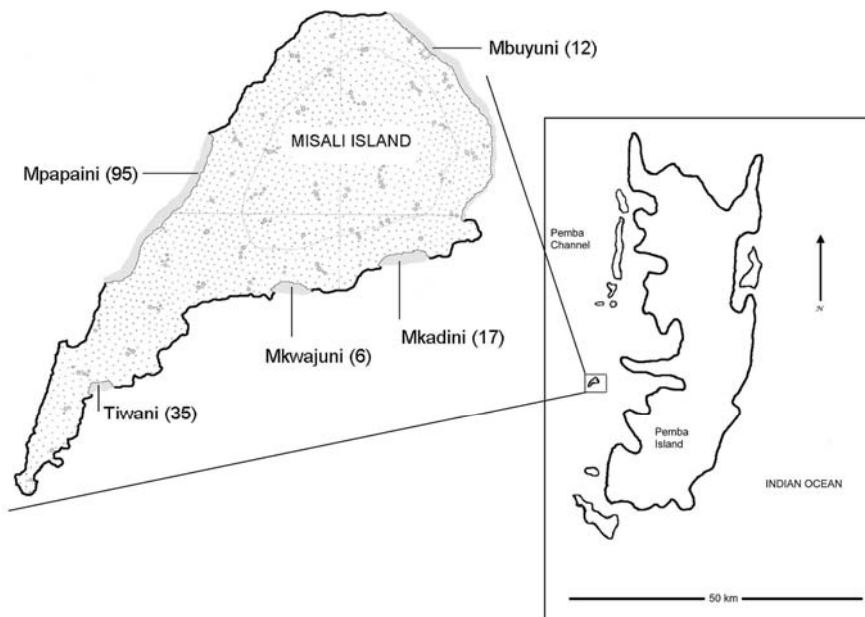 Mbuyuni (12)
MISALI ISLAND
Mpapaini (95)
Mkadini (17)
Mkwajuni (6)
Tiwani (35)
Pemba
Channel
N
Pemba
Island
INDIAN OCEAN
50 km